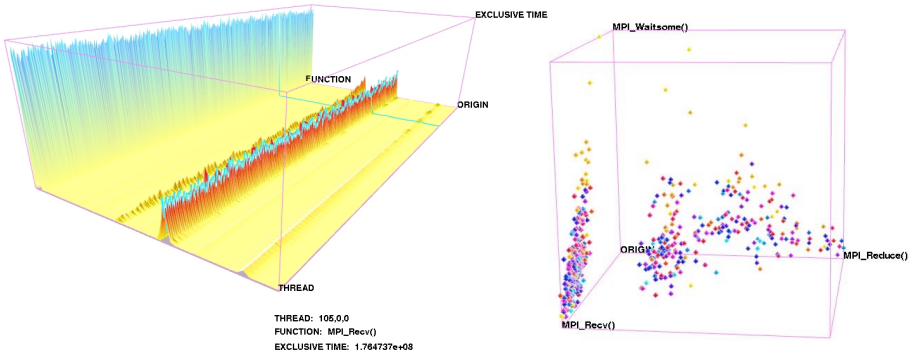 EXCLUSIVE TIME
FUNCTION
ORIGIN
THREAD
THREAD: 105,0,0
FUNCTION: MPI_Recv()
EXCLUSIVE TIME: 1.764737e+08
MPI_Waitsome()
ORIGIN
MPI_Reduce()
MPI_Recv()